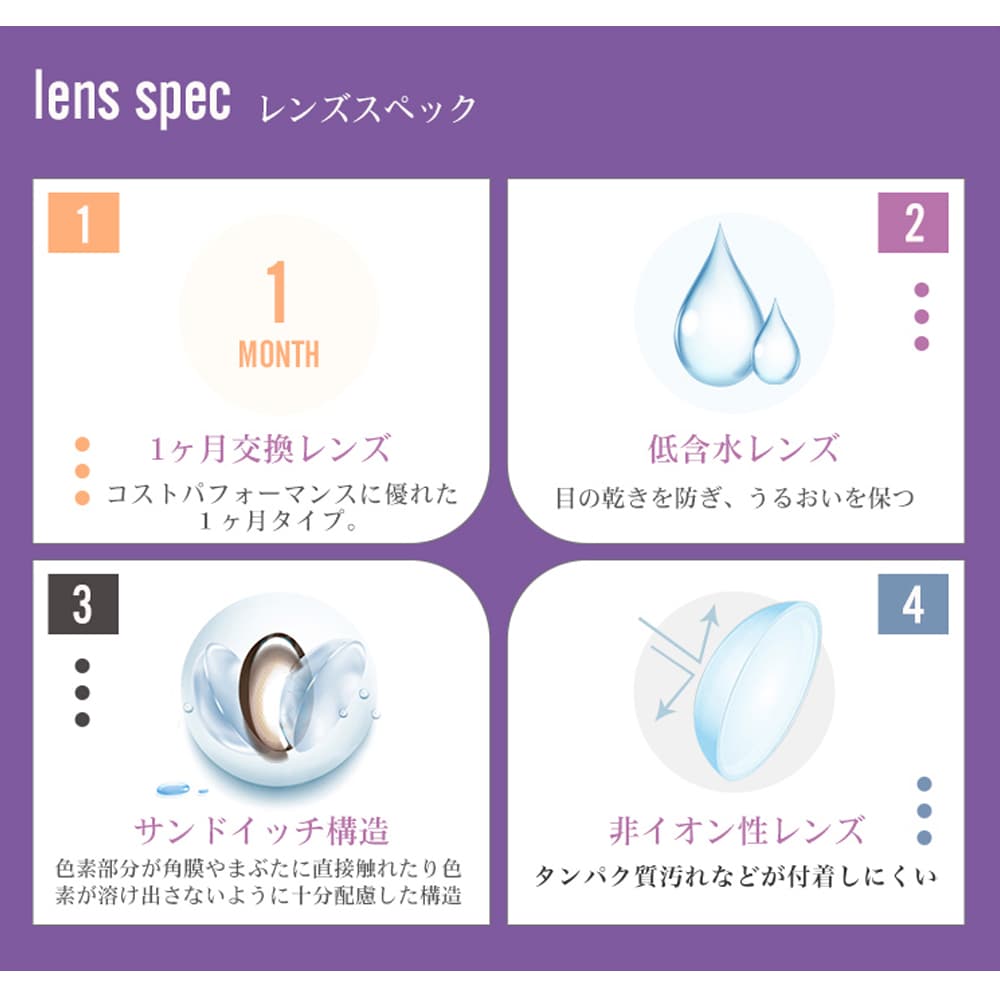 lens spec レンズスペック
1
1
MONTH
1ヶ月交換レンズ
コストパフォーマンスに優れた
1ヶ月タイプ。
2
低含水レンズ
目の乾きを防ぎ、うるおいを保つ
3
サンドイッチ構造
色素部分が角膜やまぶたに直接触れたり色
素が溶け出さないように十分配慮した構造
4
非イオン性レンズ
タンパク質汚れなどが付着しにくい